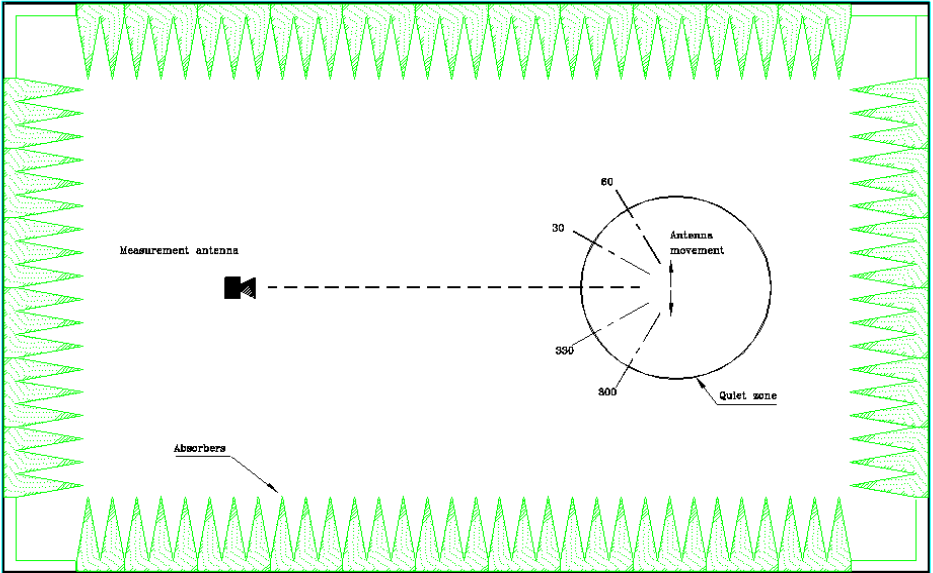 60
30
Antenna
movement
Measurement antenna
330
300
Quiet zone
Absorbers